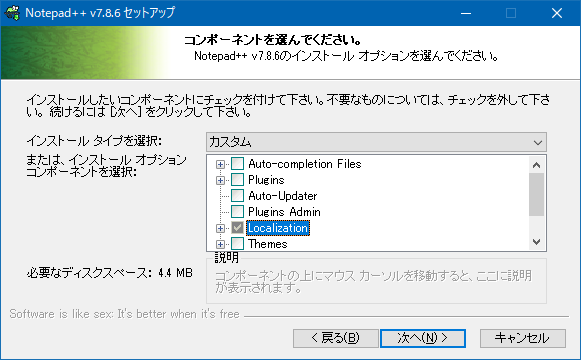 Notepad++ v7.8.6 セットアップ
コンポーネントを選んでください。
Notepad++ v7.8.6のインストール オプションを選んでください。
インストールしたいコンポーネントにチェックを付けて下さい。不要なものについては、チェックを外して下さ
い。 続けるには [次へ] をクリックして下さい。
インストール タイプを選択:
カスタム
または、インストール オプション
コンポーネントを選択:
Auto-completion Files
Plugins
Auto-Updater
Plugins Admin
Localization
Themes
説明
必要なディスクスペース: 4.4 MB
コンポーネントの上にマウス カーソルを移動すると、ここに説明
が表示されます。
Software is like sex: It's better when it's free
< 戻る(B)
次へ(N) >
キャンセル